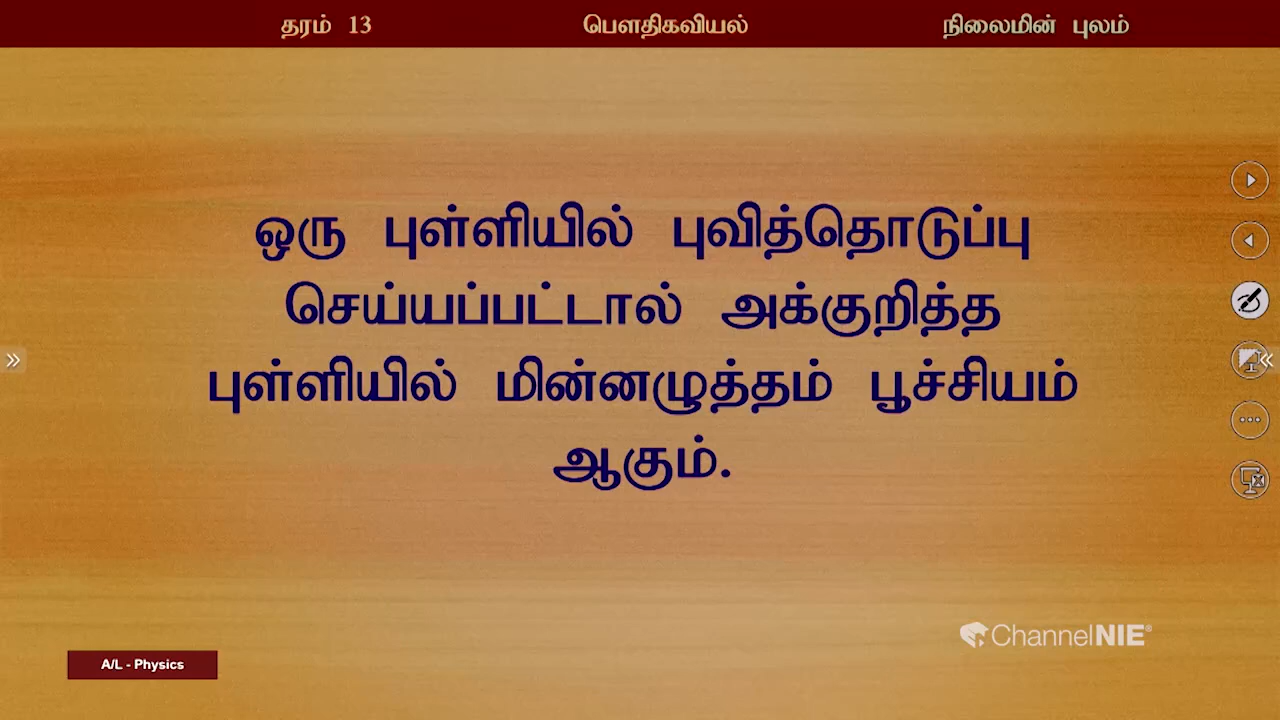 தரம் 13 பௌதிகவியல் நிலைமின் புலம்
ஒரு புள்ளியில் புவித்தொடுப்பு
செய்யப்பட்டால் அக்குறித்த
புள்ளியில் மின்னழுத்தம் பூச்சியம்
ஆகும்.
ChannelNIE®
A/L - Physics